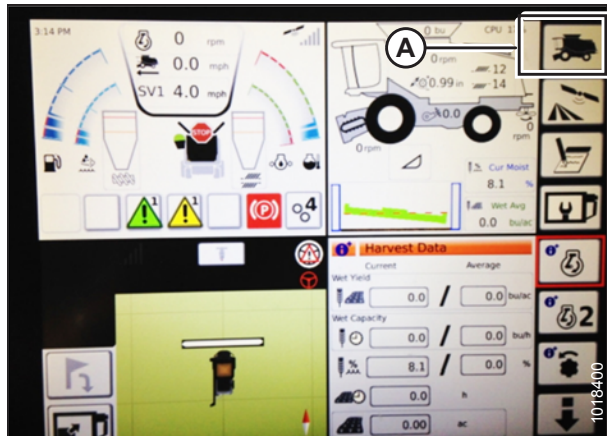 3:14 PM
0 rpm
0.0 mph
SV1 4.0 mph
STOP
1
1
(P)
4
A
0 bu
CPU 1
0 rpm
12
0.99 in
14
0.0
rpm
0 rpm
Cur Moist
8.1 %
Wet Avg
0.0 bu/ac
Harvest Data
Current Average
Wet Yield
0.0 / 0.0 bu/ac
Wet Capacity
0.0 / 0.0 bu/h
% 8.1 / 0.0 %
0.0 h
0.00 ac
2
1018400